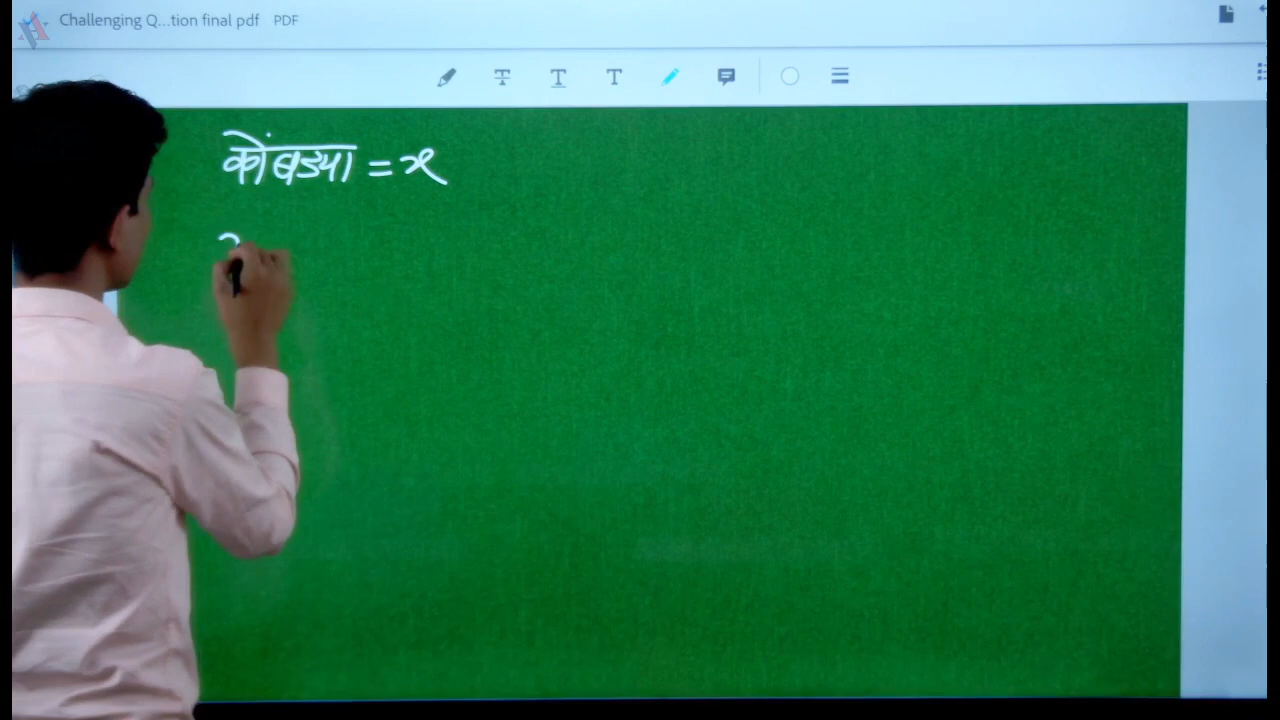 Challenging Q...tion final pdf PDF
कोंबड्या = x